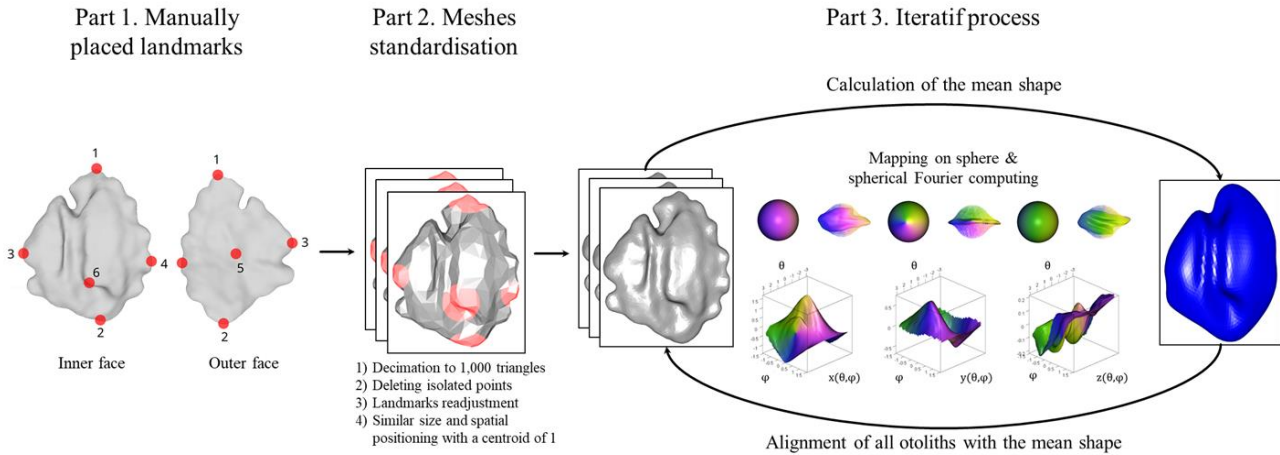 Part 1. Manually
placed landmarks
Part 2. Meshes
standardisation
Part 3. Iteratif process
Calculation of the mean shape
Mapping on sphere &
spherical Fourier computing
1
3
6
4
2
Inner face
1
3
5
2
Outer face
1) Decimation to 1,000 triangles
2) Deleting isolated points
3) Landmarks readjustment
4) Similar size and spatial
positioning with a centroid of 1
θ
φ
x(θ,φ)
θ
φ
y(θ,φ)
θ
φ
z(θ,φ)
Alignment of all otoliths with the mean shape